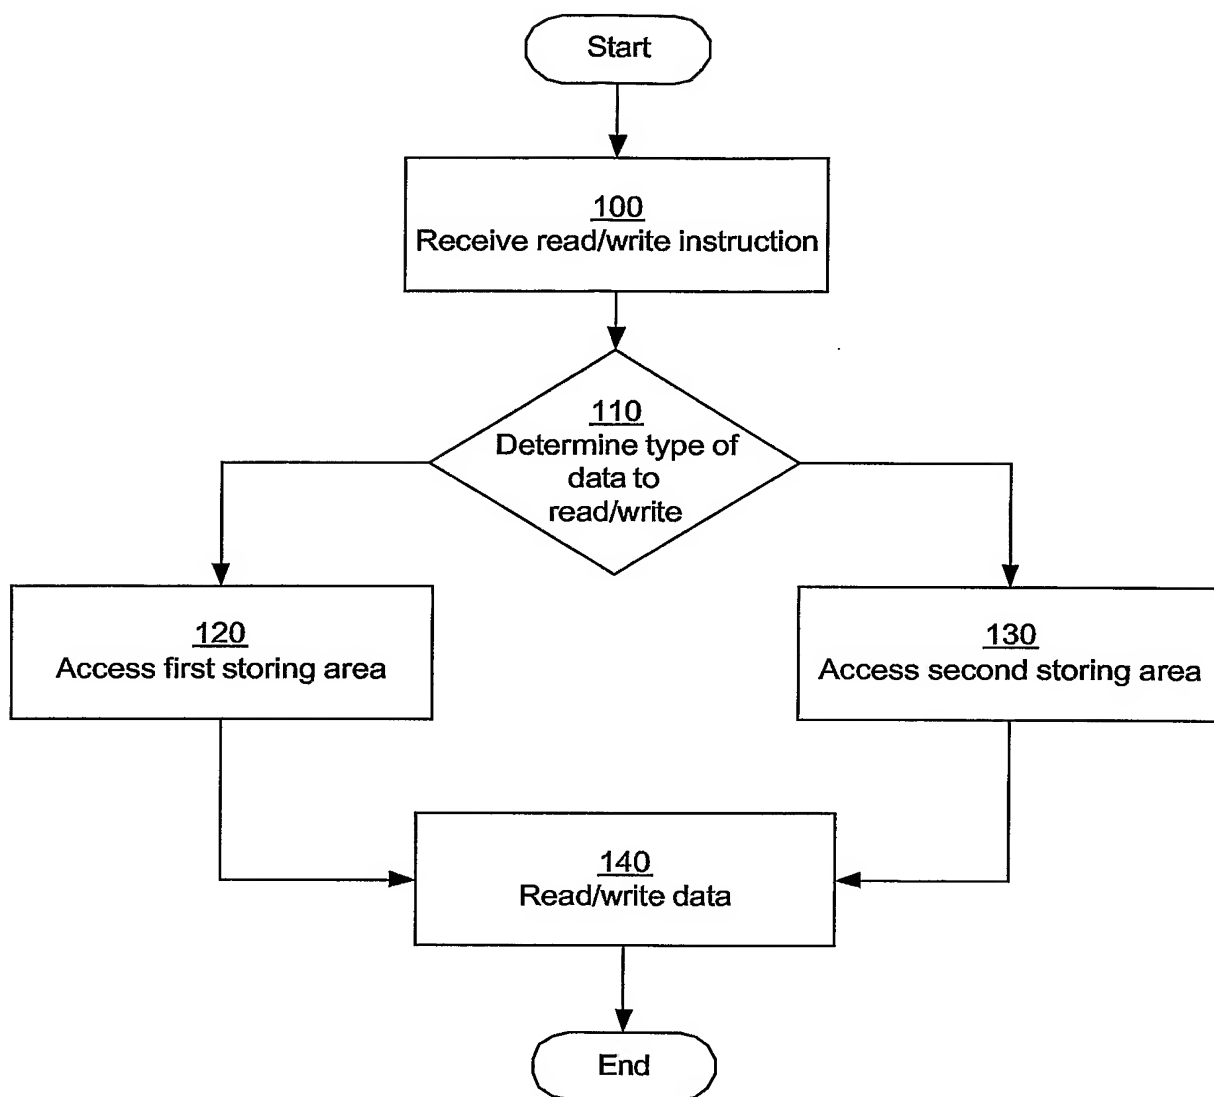 Start
100
Receive read/write instruction
110
Determine type of
data to
read/write
120
Access first storing area
130
Access second storing area
140
Read/write data
End